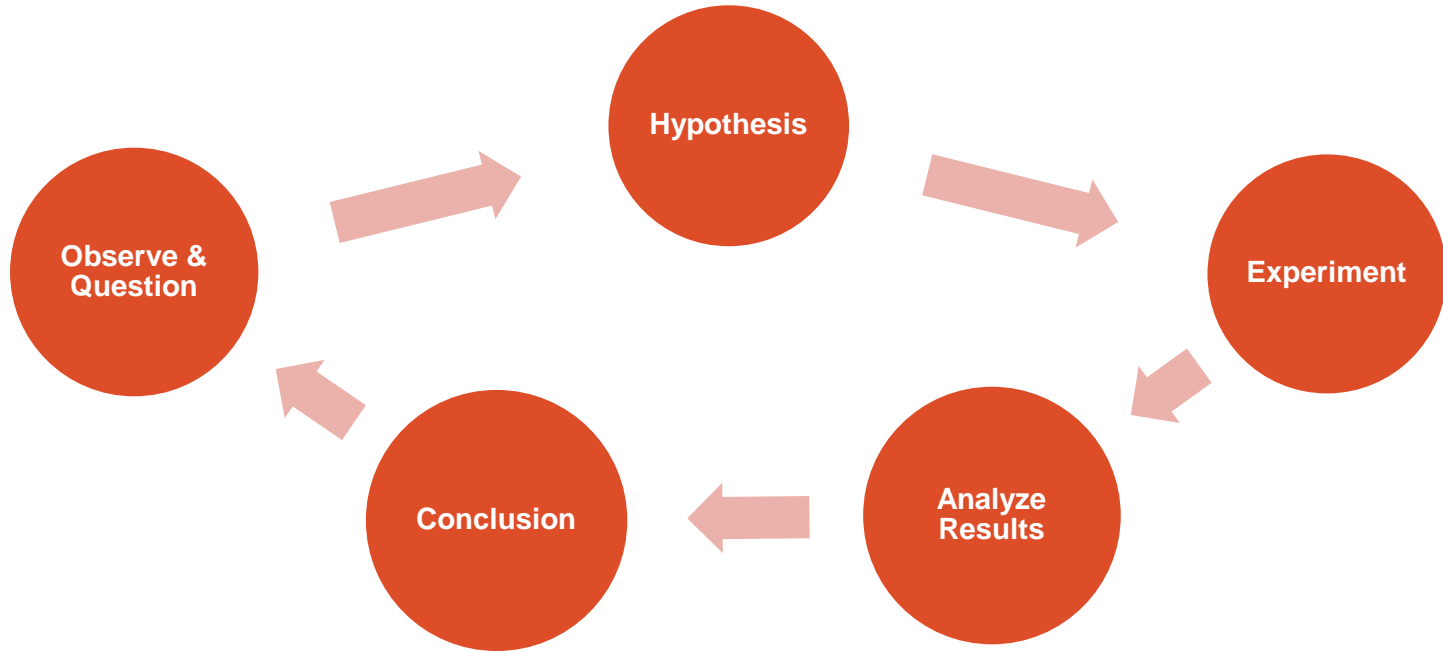 Hypothesis
Observe &
Question
Experiment
Analyze
Results
Conclusion